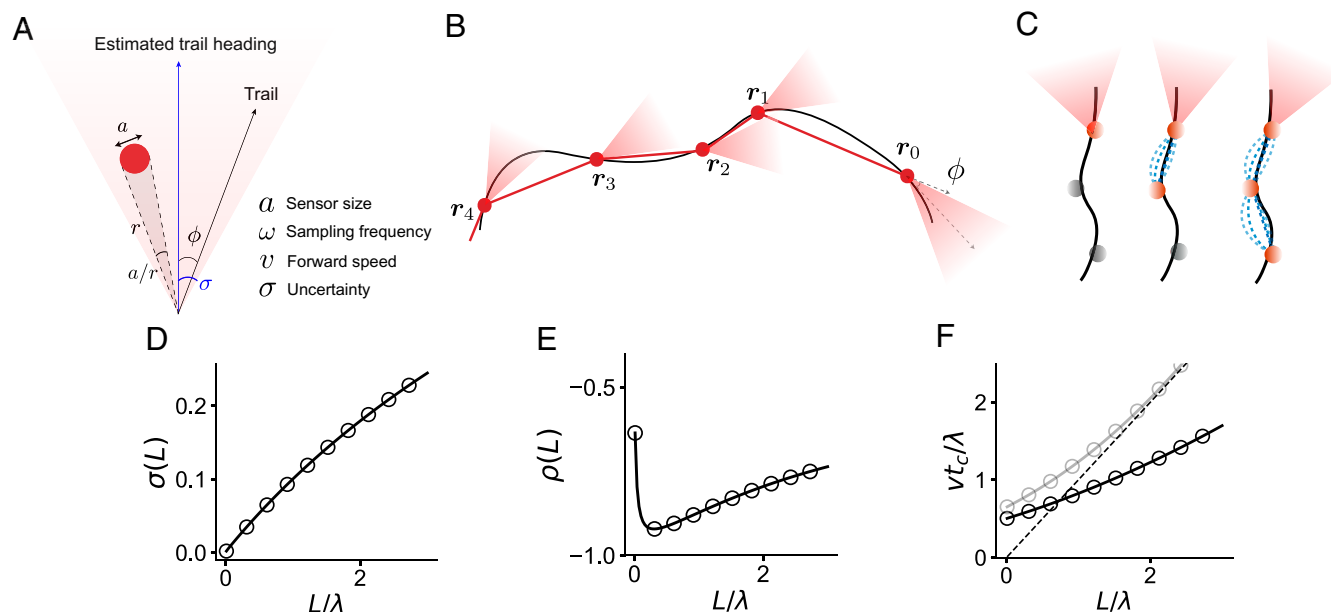 A
Estimated trail heading
Trail
a
r
ϕ
a/r
σ
a Sensor size
ω Sampling frequency
v Forward speed
σ Uncertainty
B
r₁
r₀
r₃
r₂
r₄
ϕ
C
D
σ(L)
0.2
0.1
0.0
0
2
L/λ
E
ρ(L)
−0.5
−1.0
0
2
L/λ
F
vt_c/λ
2
1
0
0
2
L/λ